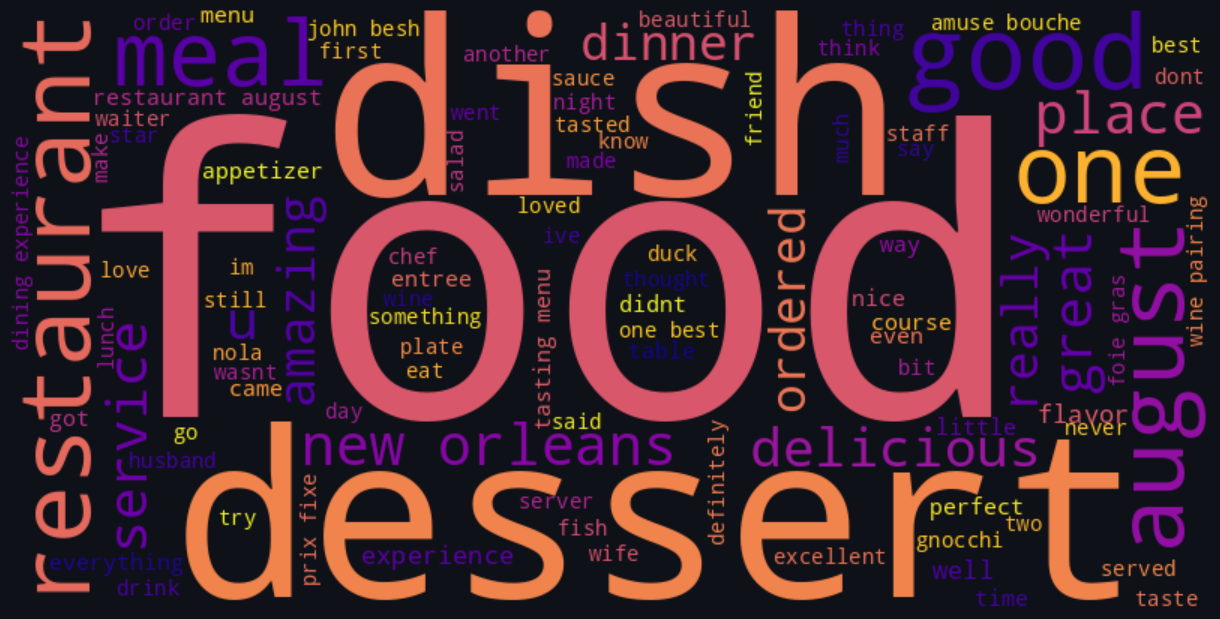 order
menu
meal
john besh
first
restaurant august
waiter
star
make
appetizer
restaurant
dining experience
dish
another
dinner
beautiful
sauce
night
tasted
know
made
went
salad
friend
thing
think
much
good
amuse bouche
best
dont
place
staff
say
one
wonderful
food
loved
ive
love
amazing
im
still
u
nola
wasnt
came
service
lunch
got
go
husband
chef
entree
wine
something
plate
eat
day
tasting menu
said
duck
thought
didnt
one best
table
ordered
way
nice
course
even
bit
really
great
foie gras
august
wine pairing
flavor
never
little
new orleans
delicious
dessert
try
prix fixe
everything
drink
experience
server
fish
wife
definitely
excellent
perfect
two
gnocchi
well
time
served
taste